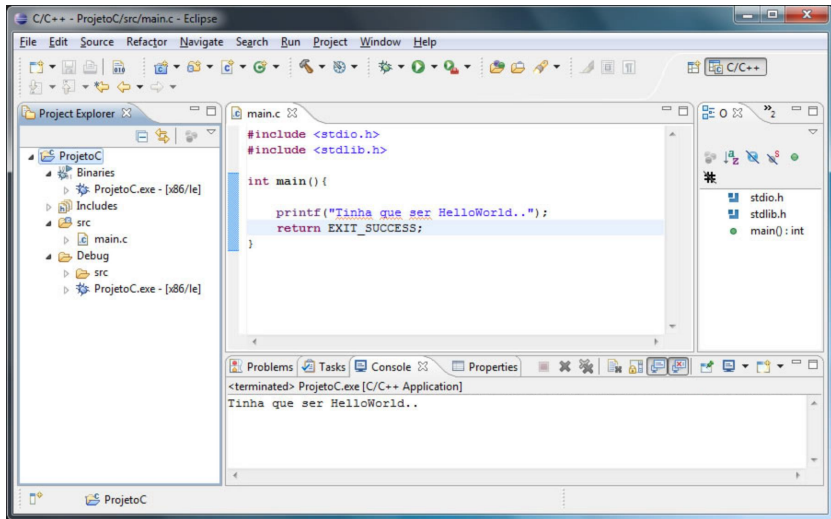 C/C++ - ProjetoC/src/main.c - Eclipse
File Edit Source Refactor Navigate Search Run Project Window Help
C/C++
Project Explorer
ProjetoC
Binaries
ProjetoC.exe - [x86/le]
Includes
src
main.c
Debug
src
ProjetoC.exe - [x86/le]
main.c
#include <stdio.h>
#include <stdlib.h>
int main(){
printf("Tinha que ser HelloWorld..");
return EXIT_SUCCESS;
}
O
»2
stdio.h
stdlib.h
main() : int
Problems Tasks Console Properties
<terminated> ProjetoC.exe [C/C++ Application]
Tinha que ser HelloWorld..
ProjetoC